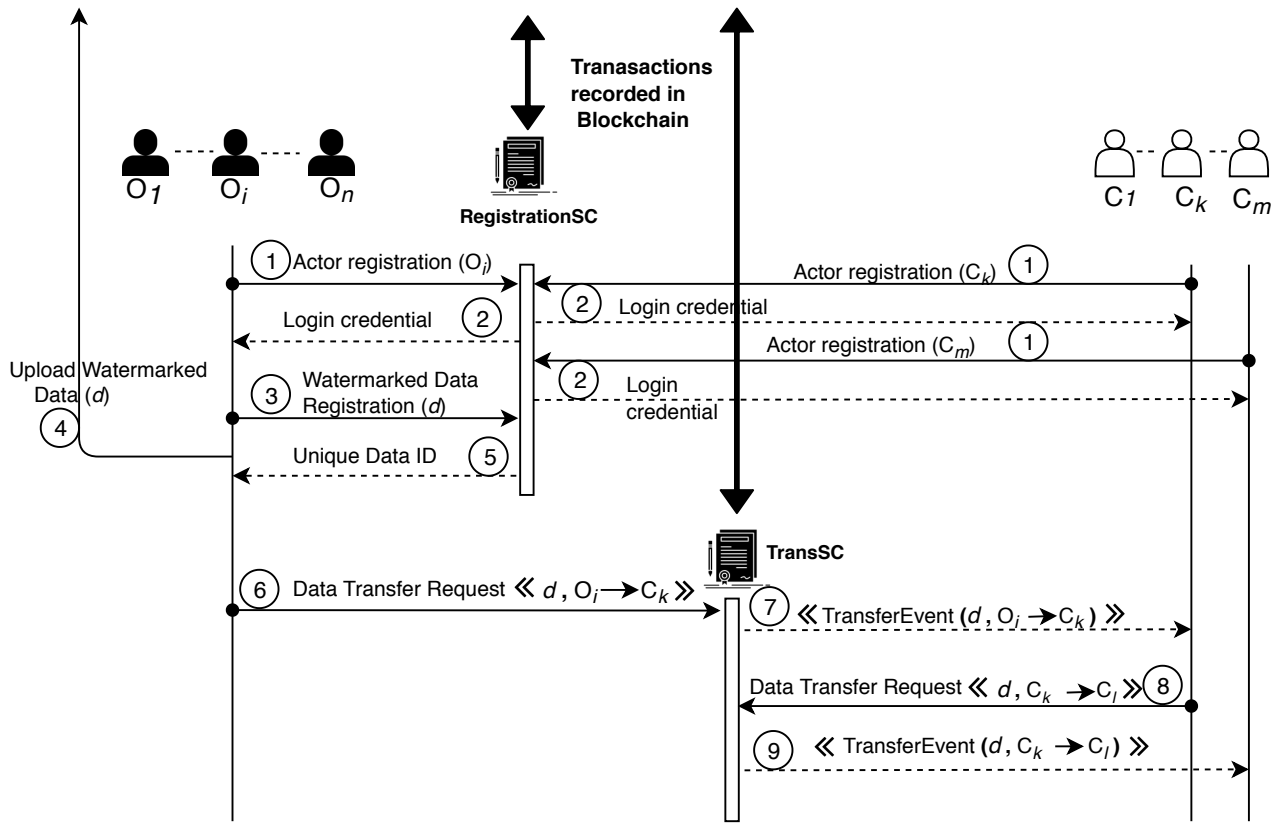 Tranasactions
recorded in
Blockchain
O1 Oi On
RegistrationSC
C1 Ck Cm
1 Actor registration (Oi)
Actor registration (Ck) 1
Login credential 2
2 Login credential
Actor registration (Cm) 1
Upload Watermarked
Data (d)
4
3 Watermarked Data
Registration (d)
2 Login
credential
Unique Data ID 5
TransSC
6 Data Transfer Request ≪ d , Oi → Ck ≫
7 ≪ TransferEvent (d , Oi → Ck ) ≫
Data Transfer Request ≪ d , Ck → Cl ≫ 8
9 ≪ TransferEvent (d , Ck → Cl ) ≫